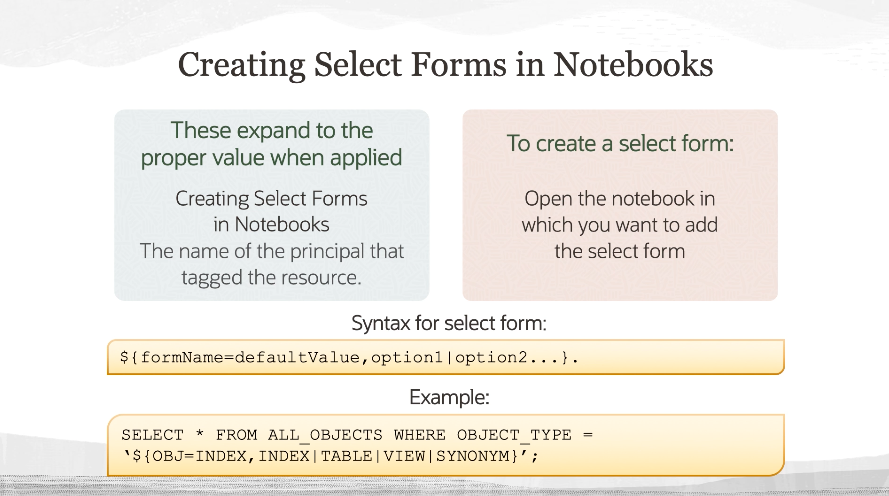 Creating Select Forms in Notebooks
These expand to the
proper value when applied
Creating Select Forms
in Notebooks
The name of the principal that
tagged the resource.
To create a select form:
Open the notebook in
which you want to add
the select form
Syntax for select form:
${formName=defaultValue,option1|option2...}.
Example:
SELECT * FROM ALL_OBJECTS WHERE OBJECT_TYPE =
‘${OBJ=INDEX,INDEX|TABLE|VIEW|SYNONYM}’;